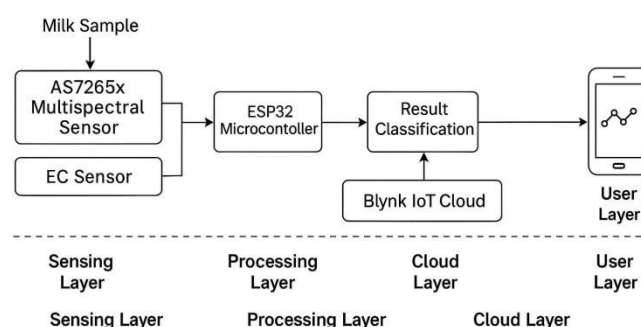 Milk Sample
AS7265x
Multispectral
Sensor
EC Sensor
ESP32
Microcontoller
Result
Classification
Blynk IoT Cloud
User
Layer
Sensing
Layer
Processing
Layer
Cloud
Layer
User
Layer
Sensing Layer
Processing Layer
Cloud Layer